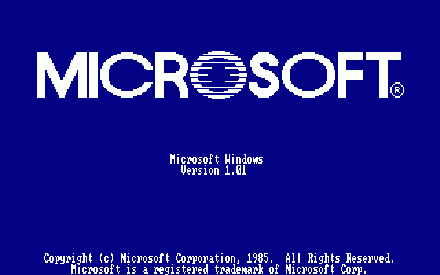 MICROSOFT®
Microsoft Windows
Version 1.01
Copyright (c) Microsoft Corporation, 1985.  All Rights Reserved.
Microsoft is a registered trademark of Microsoft Corp.